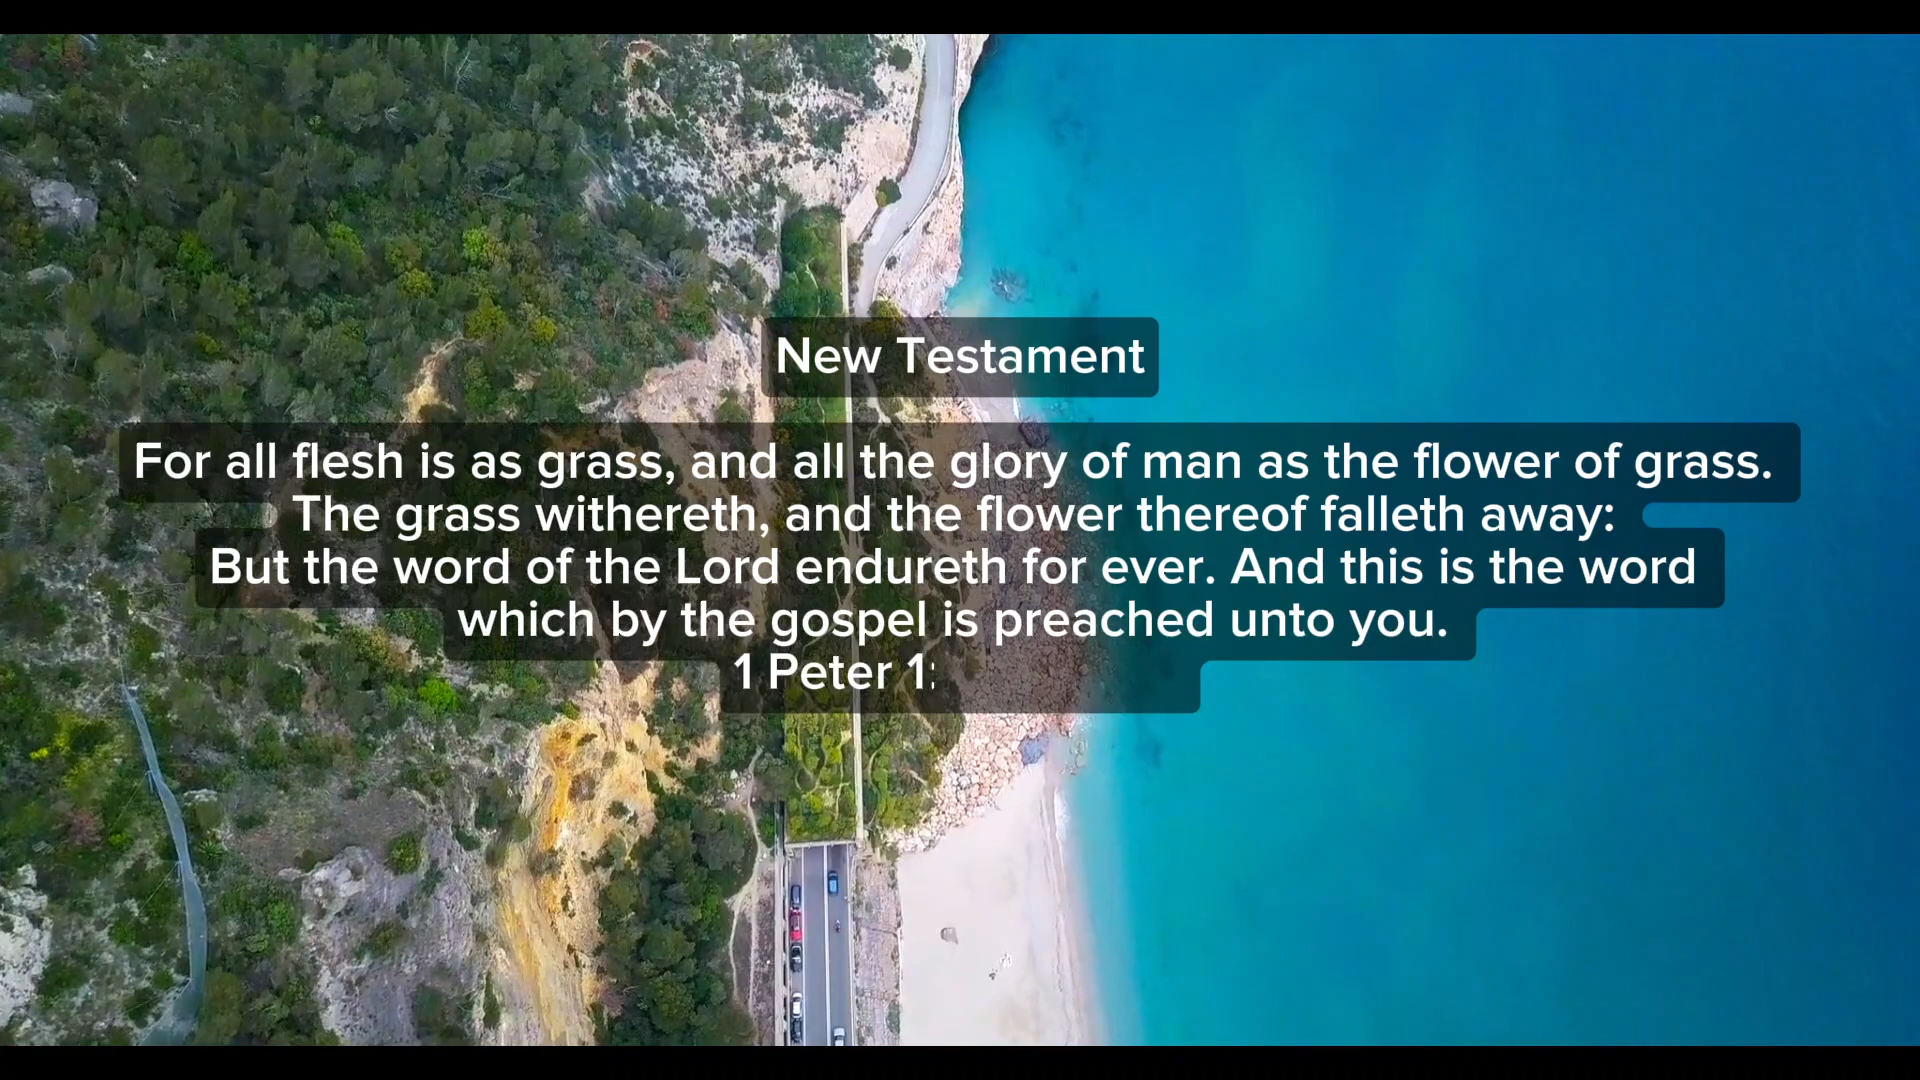 New Testament
For all flesh is as grass, and all the glory of man as the flower of grass.
The grass withereth, and the flower thereof falleth away:
But the word of the Lord endureth for ever. And this is the word
which by the gospel is preached unto you.
1 Peter 1: